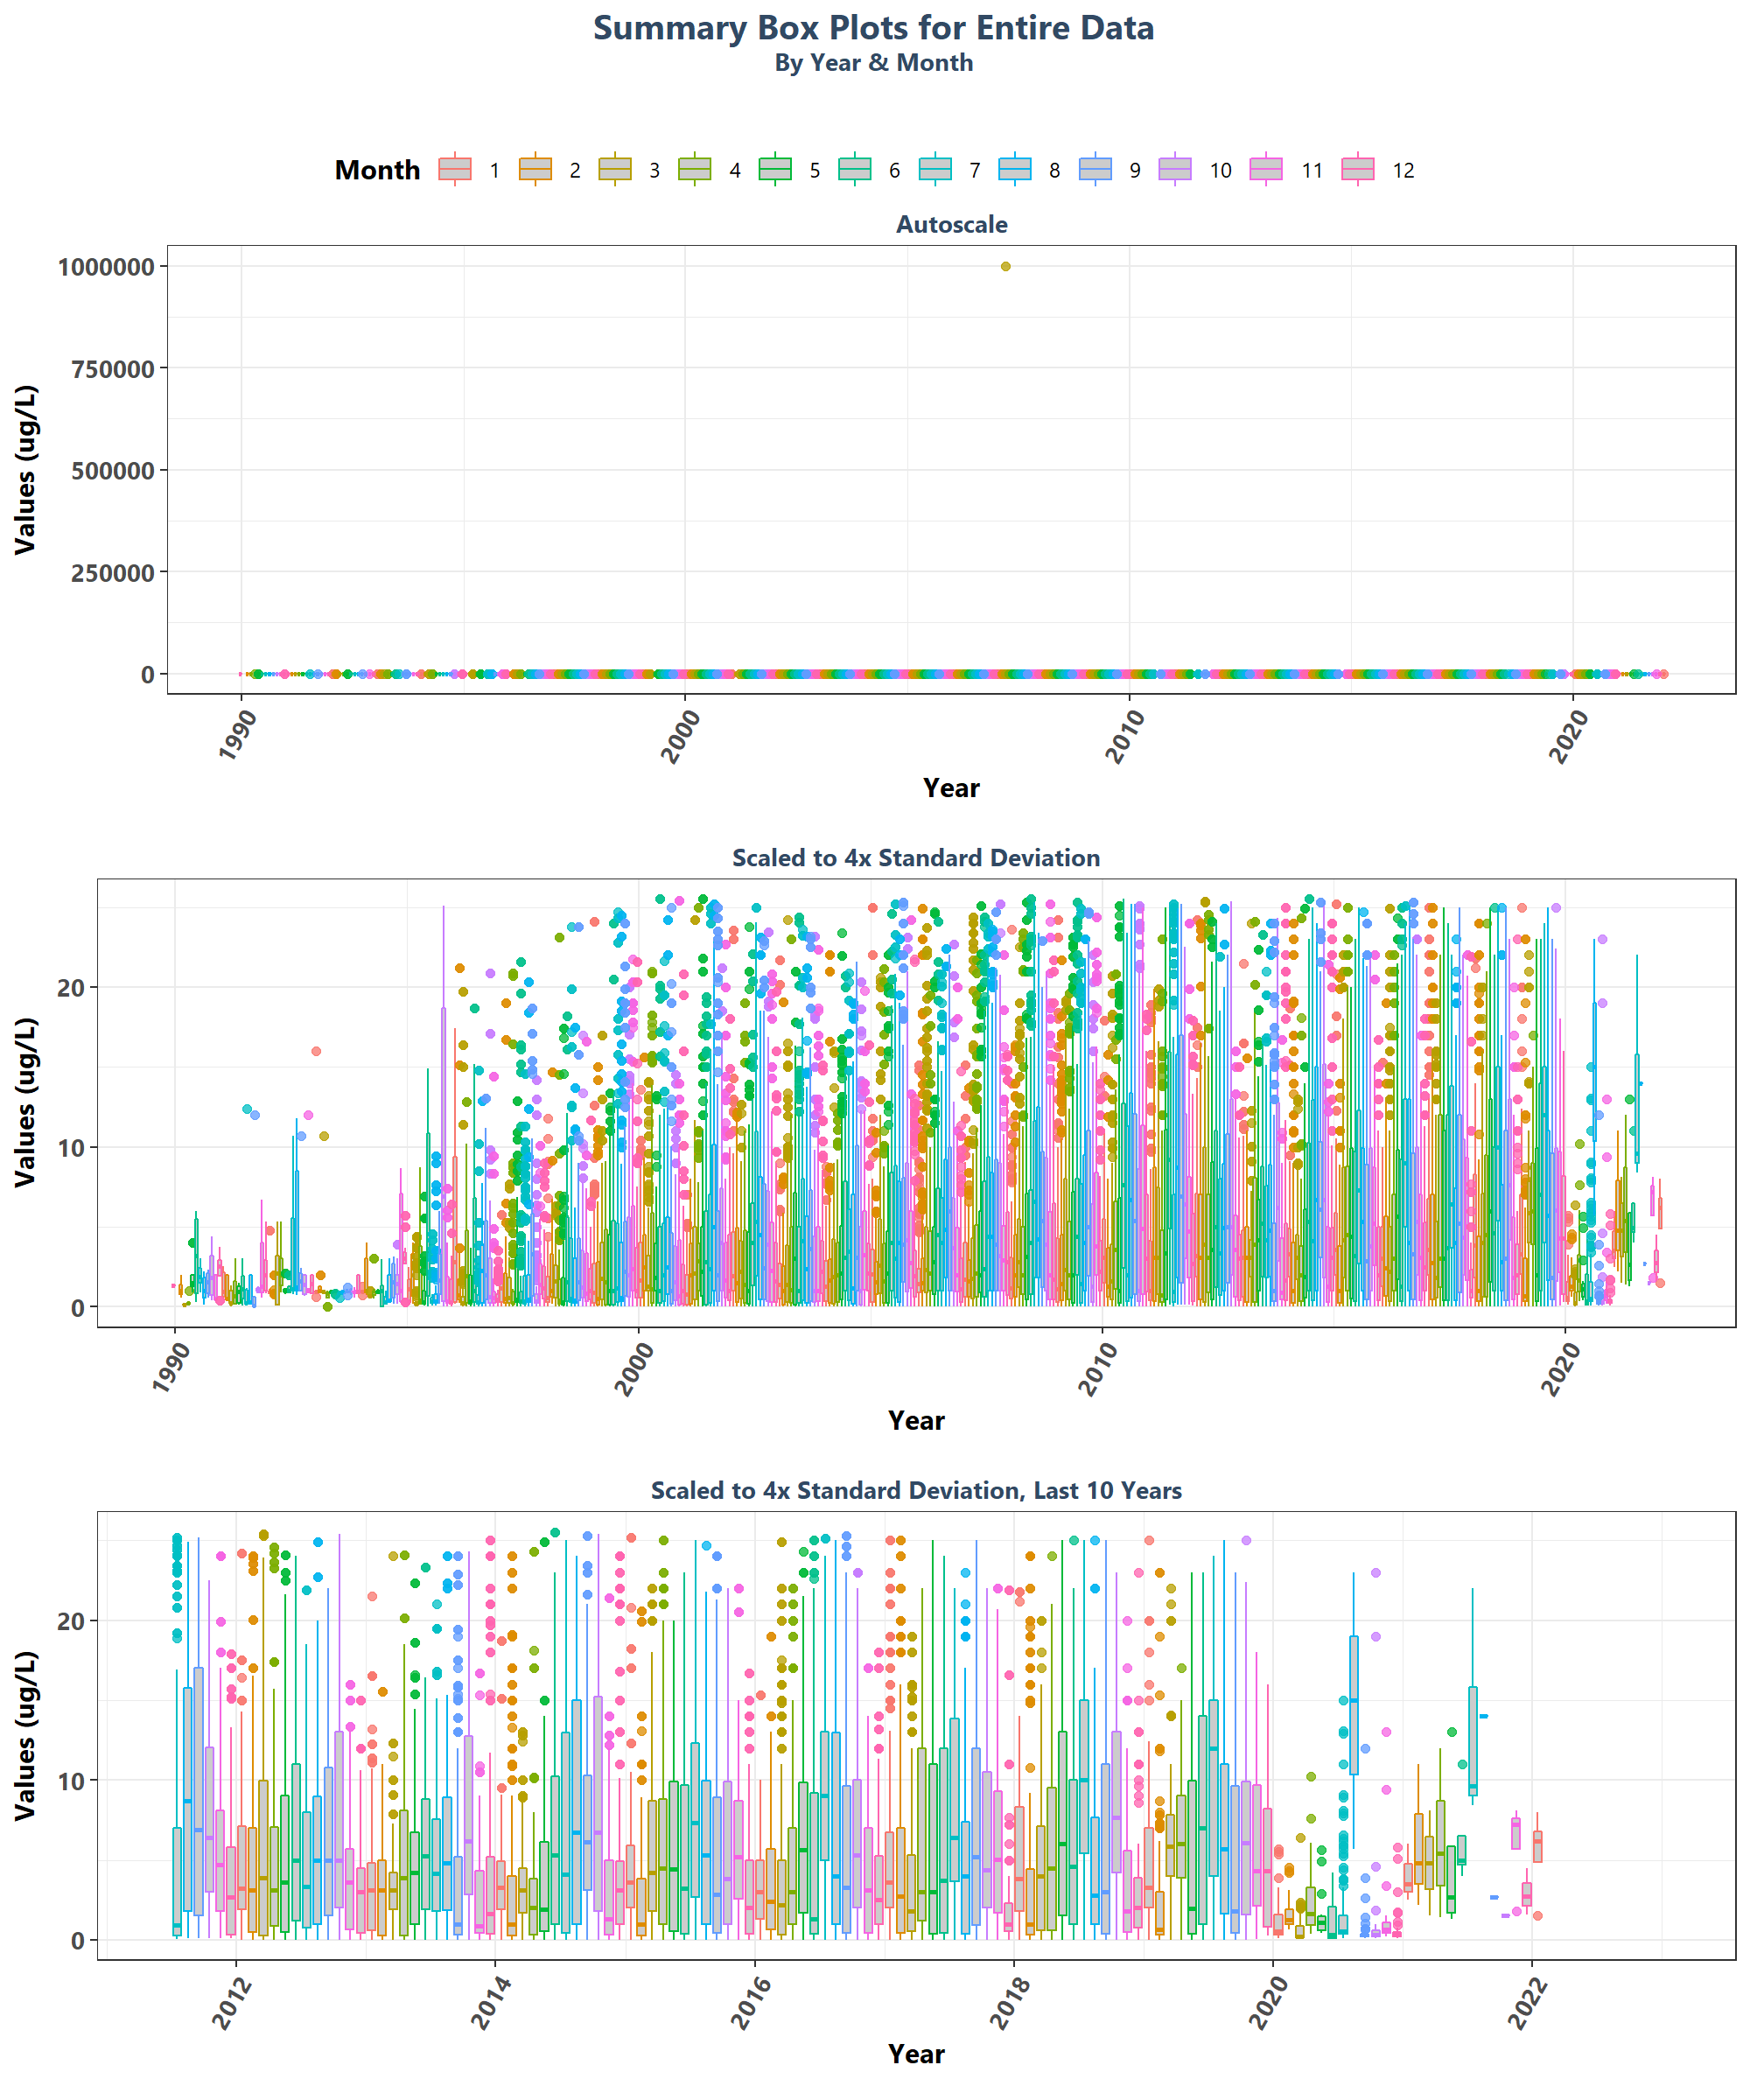 Summary Box Plots for Entire Data
By Year & Month
Month 1 2 3 4 5 6 7 8 9 10 11 12
Autoscale
Values (ug/L)
1000000
750000
500000
250000
0
1990 2000 2010 2020
Year
Scaled to 4x Standard Deviation
Values (ug/L)
20
10
0
1990 2000 2010 2020
Year
Scaled to 4x Standard Deviation, Last 10 Years
Values (ug/L)
20
10
0
2012 2014 2016 2018 2020 2022
Year